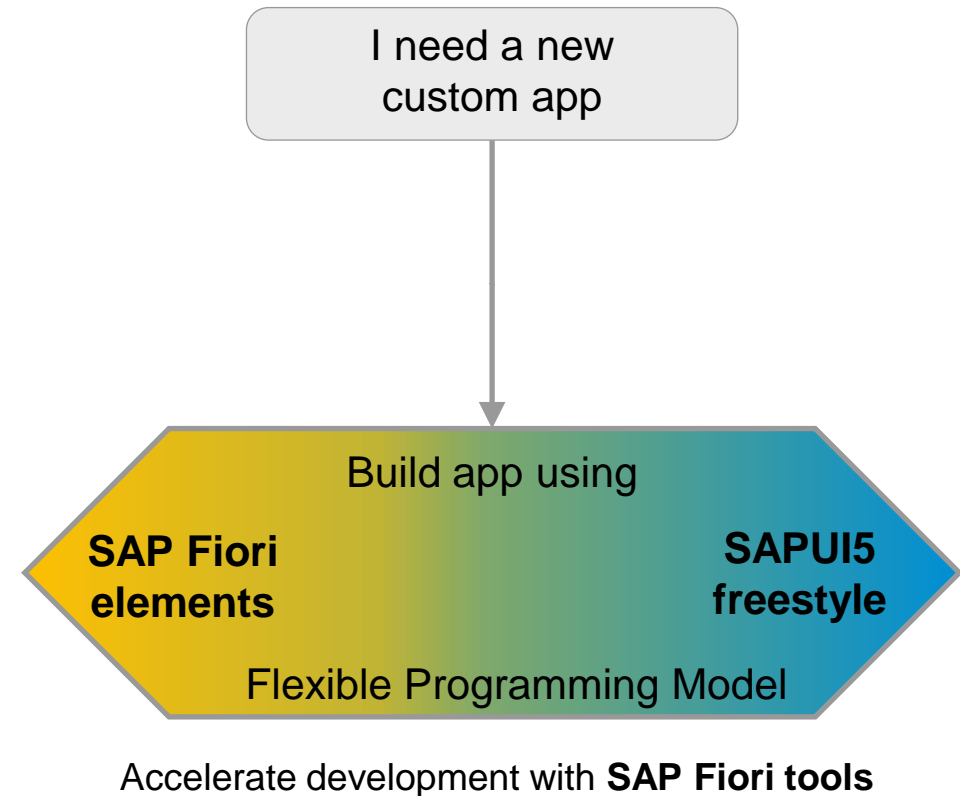 I need a new
custom app
Build app using
SAP Fiori
elements
SAPUI5
freestyle
Flexible Programming Model
Accelerate development with SAP Fiori tools